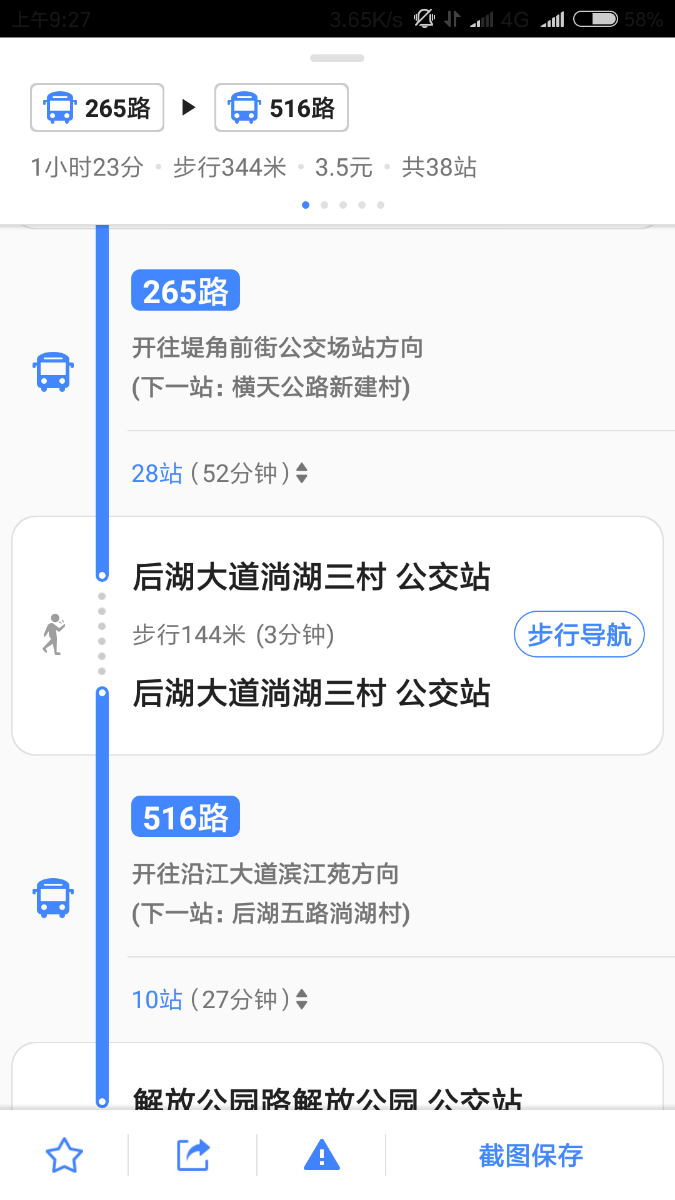 上午9:27 3.65K/s 4G 58%
265路 516路
1小时23分 · 步行344米 · 3.5元 · 共38站
265路
开往堤角前街公交场站方向
(下一站: 横天公路新建村)
28站 (52分钟)
后湖大道淌湖三村 公交站
步行144米 (3分钟)
步行导航
后湖大道淌湖三村 公交站
516路
开往沿江大道滨江苑方向
(下一站: 后湖五路淌湖村)
10站 (27分钟)
解放公园路解放公园 公交站
截图保存